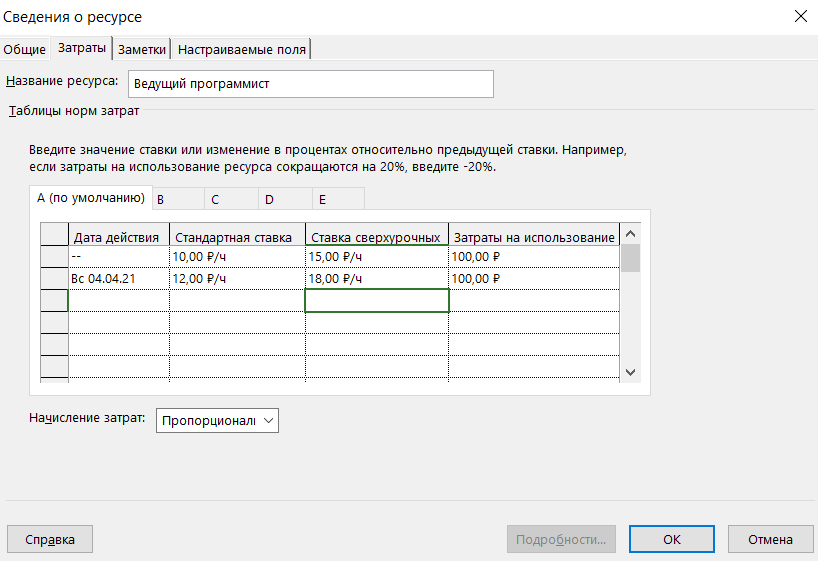 Сведения о ресурсе
Общие Затраты Заметки Настраиваемые поля
Название ресурса: Ведущий программист
Таблицы норм затрат
Введите значение ставки или изменение в процентах относительно предыдущей ставки. Например,
если затраты на использование ресурса сокращаются на 20%, введите -20%.
A (по умолчанию) B C D E
Дата действия Стандартная ставка Ставка сверхурочных Затраты на использование
-- 10,00 ₽/ч 15,00 ₽/ч 100,00 ₽
Вс 04.04.21 12,00 ₽/ч 18,00 ₽/ч 100,00 ₽
Начисление затрат: Пропорционалы
Справка Подробности... ОК Отмена